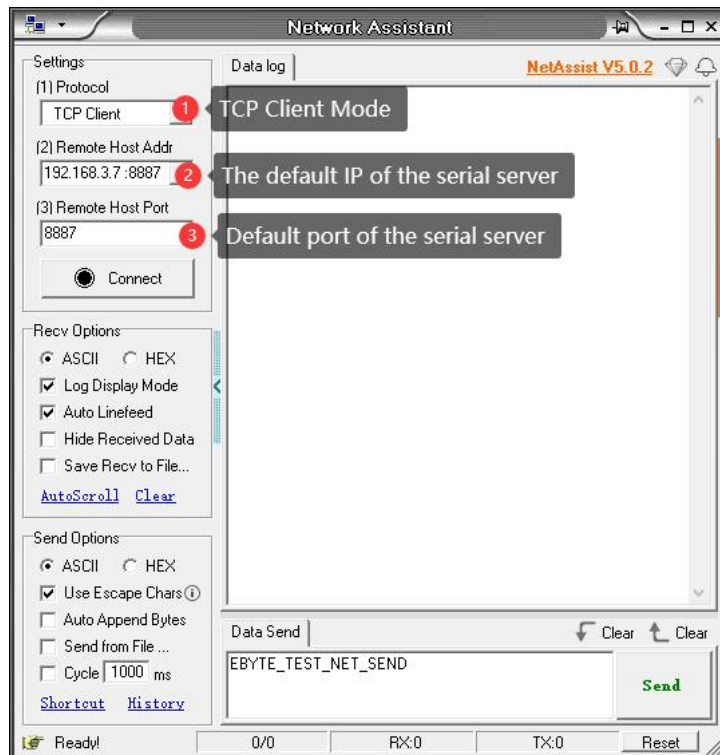 Network Assistant
Settings
(1) Protocol
TCP Client
1
TCP Client Mode
(2) Remote Host Addr
192.168.3.7 :8887
2
The default IP of the serial server
(3) Remote Host Port
8887
3
Default port of the serial server
Connect
Recv Options
ASCII HEX
Log Display Mode
Auto Linefeed
Hide Received Data
Save Recv to File...
AutoScroll Clear
Send Options
ASCII HEX
Use Escape Chars
Auto Append Bytes
Send from File ...
Cycle 1000 ms
Shortcut History
Data log
NetAssist V5.0.2
Data Send
Clear Clear
EBYTE_TEST_NET_SEND
Send
Ready! 0/0 RX:0 TX:0 Reset